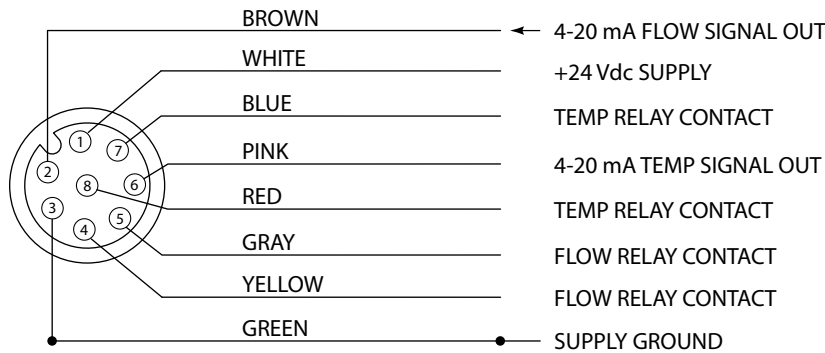 BROWN 4-20 mA FLOW SIGNAL OUT
WHITE +24 Vdc SUPPLY
BLUE TEMP RELAY CONTACT
PINK 4-20 mA TEMP SIGNAL OUT
RED TEMP RELAY CONTACT
GRAY FLOW RELAY CONTACT
YELLOW FLOW RELAY CONTACT
GREEN SUPPLY GROUND
1
7
2
8
6
3
5
4